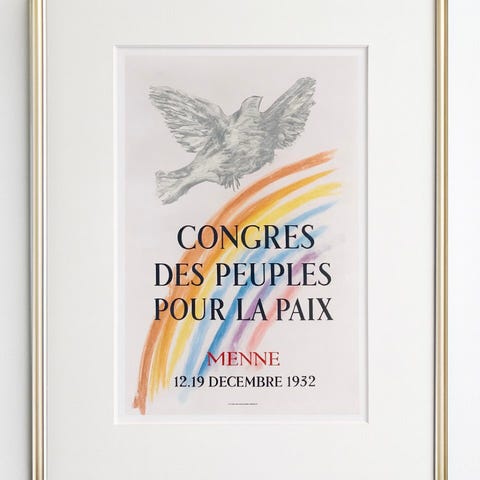 CONGRES
DES PEUPLES
POUR LA PAIX
MENNE
12.19 DECEMBRE 1932